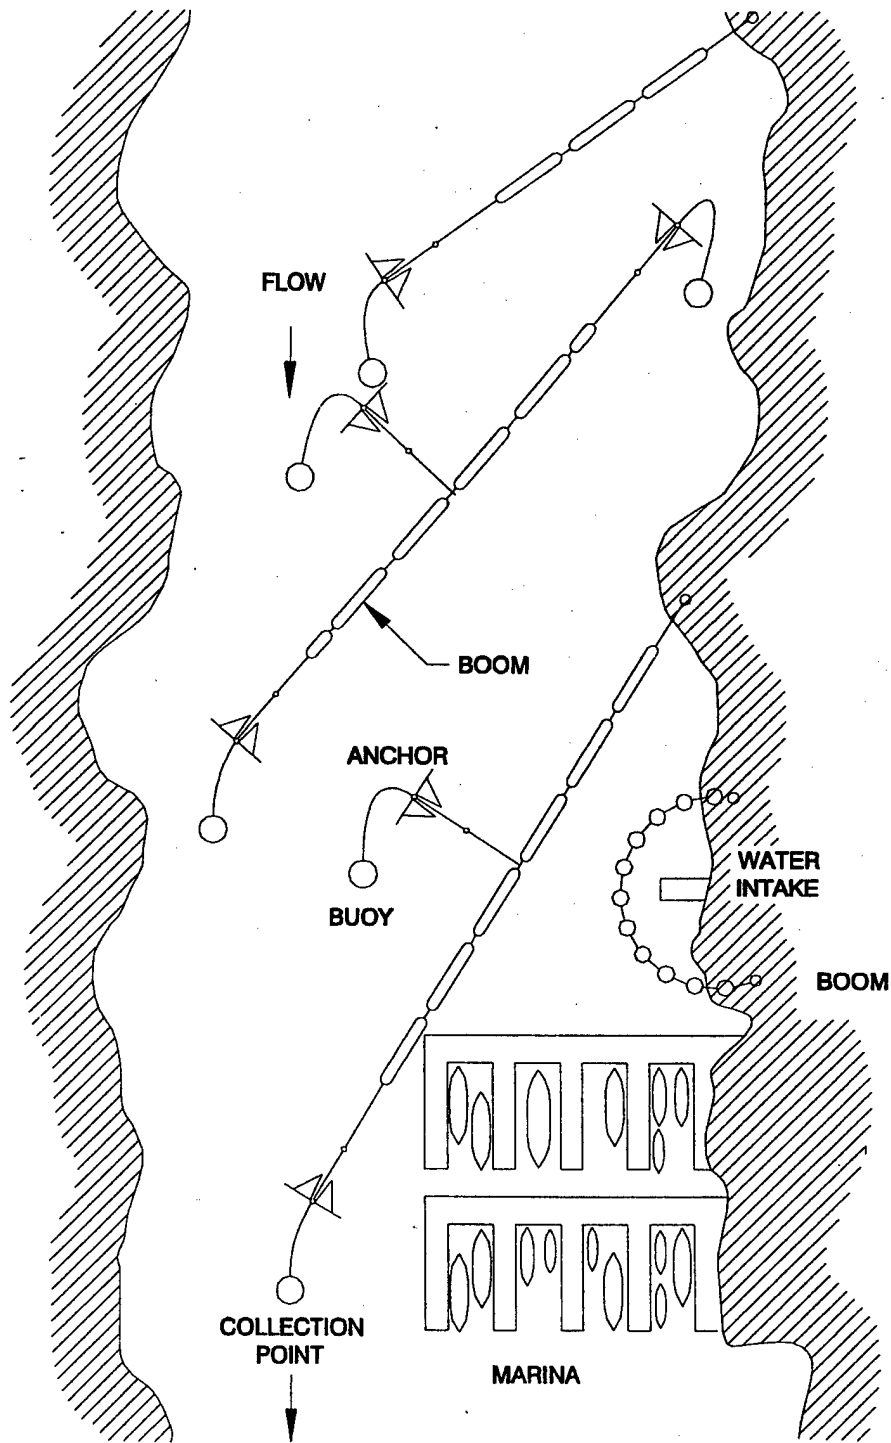 FLOW
BOOM
ANCHOR
WATER
INTAKE
BUOY
BOOM
COLLECTION
POINT
MARINA